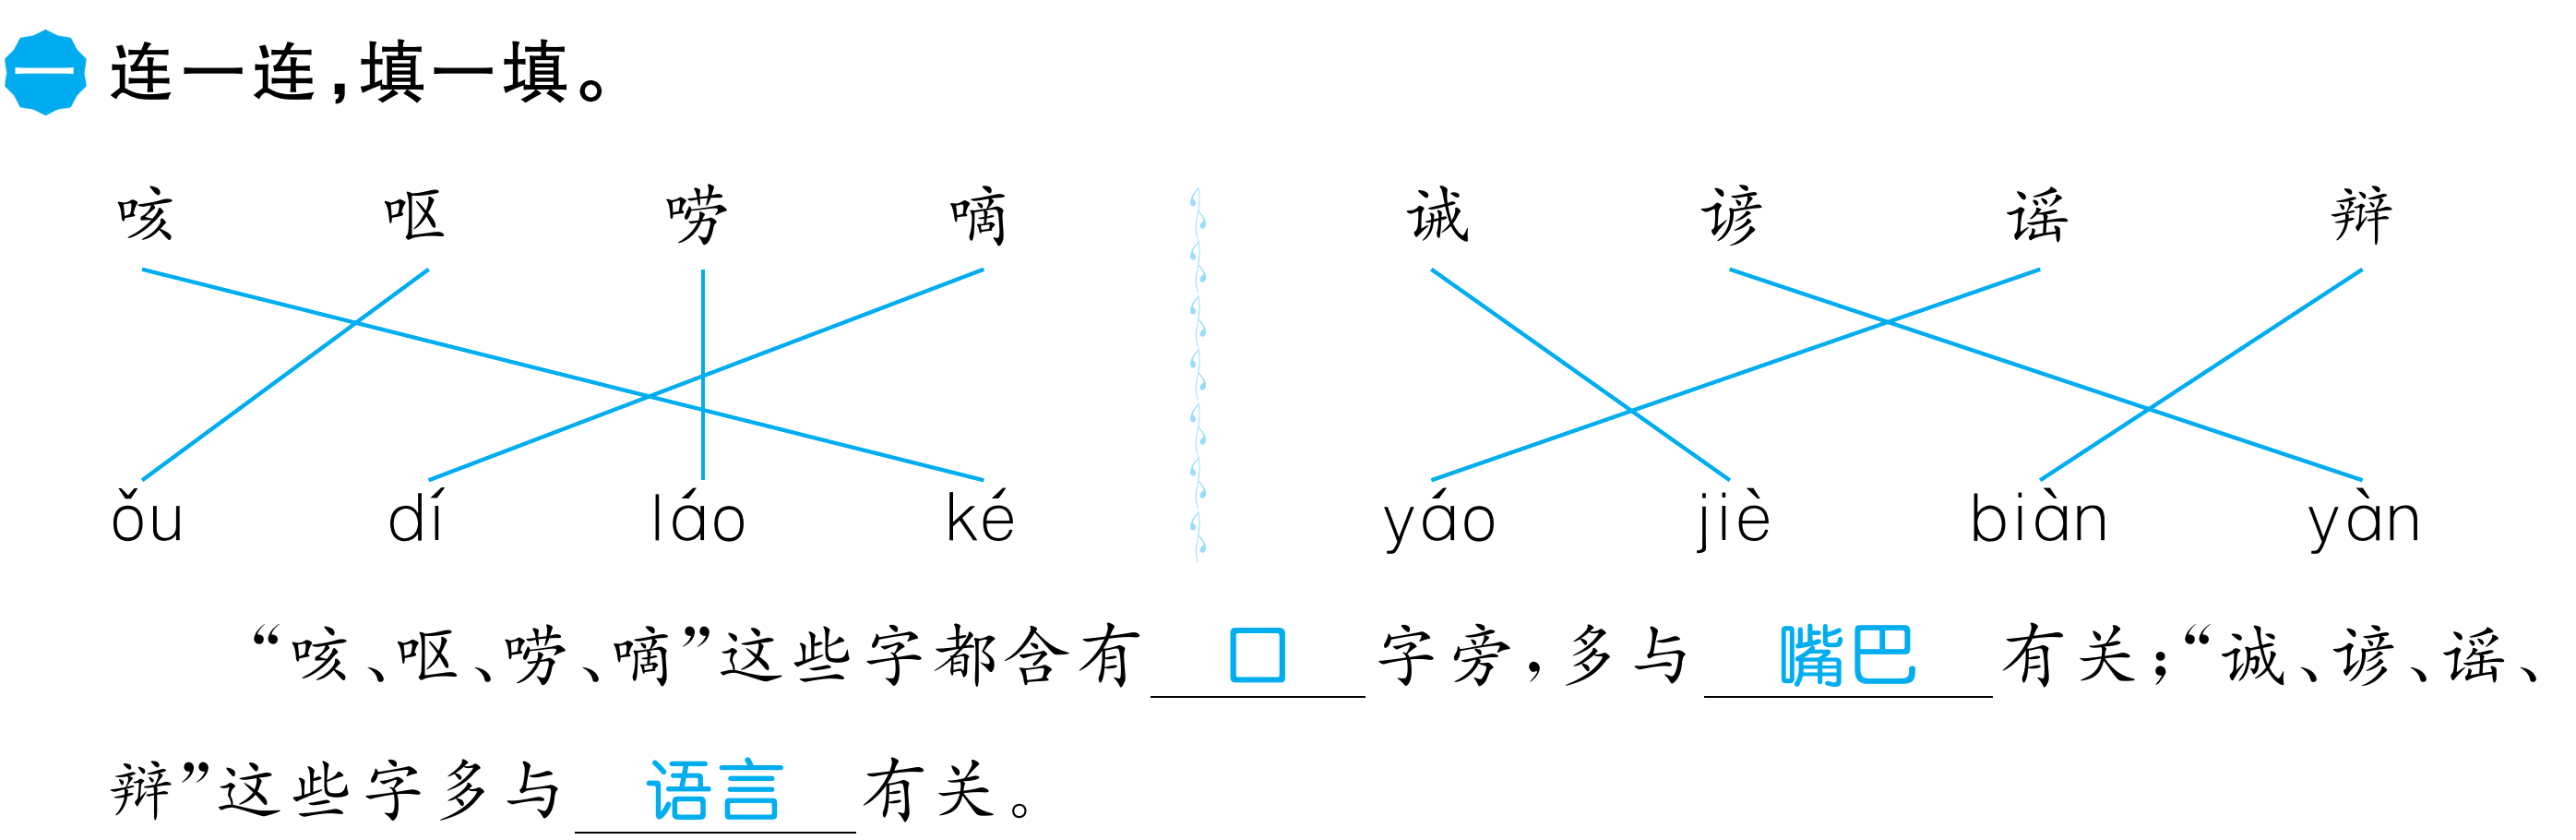 一 连一连,填一填。
咳 呕 唠 嘀 诫 谚 谣 辩
ǒu dí láo ké yáo jiè biàn yàn
“咳、呕、唠、嘀”这些字都含有 口 字旁,多与 嘴巴 有关;“诫、谚、谣、
辩”这些字多与 语言 有关。